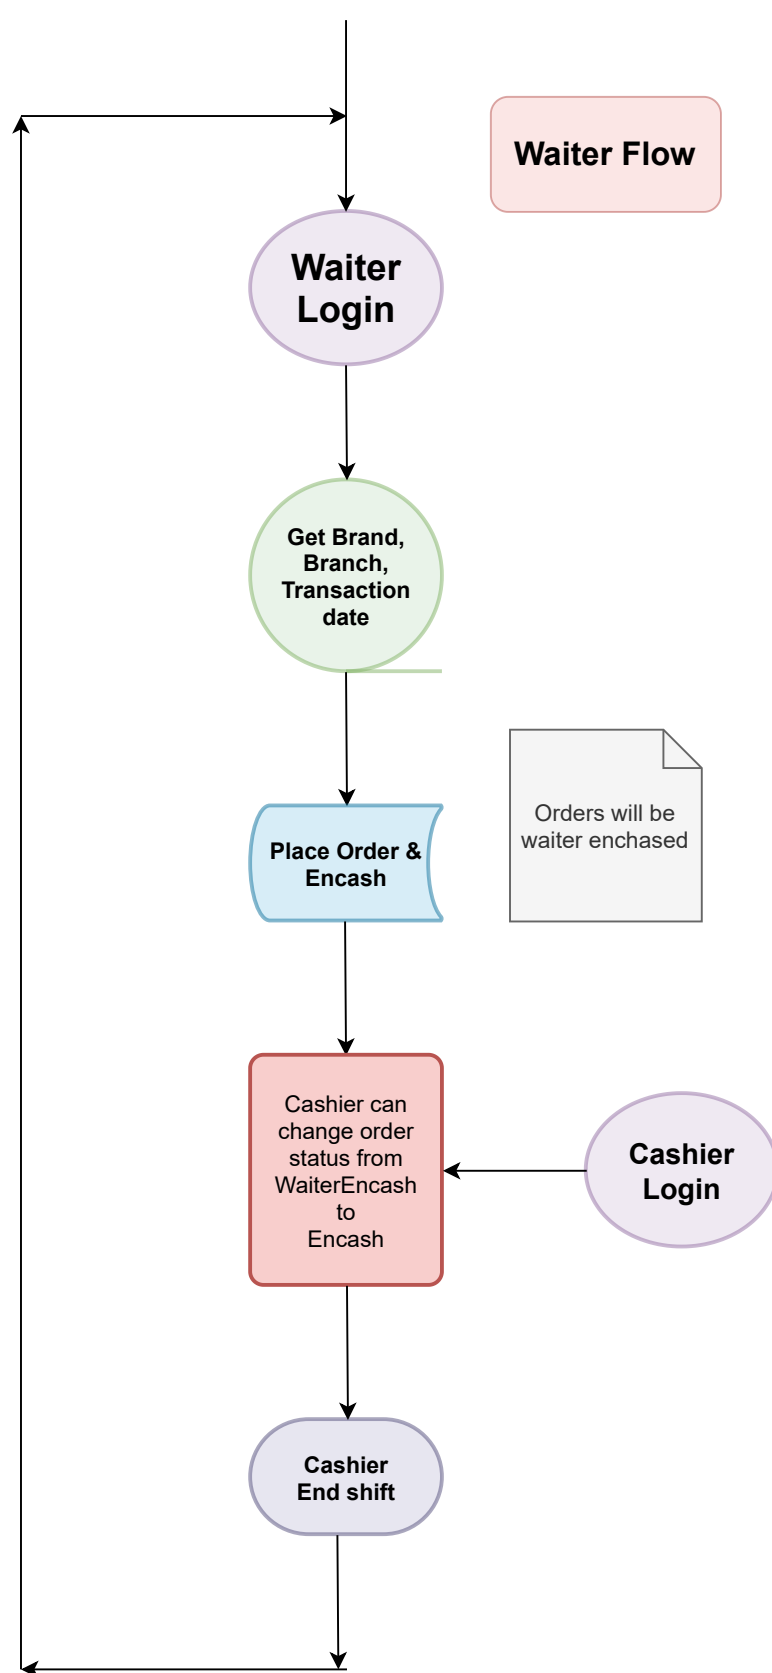 Waiter Flow
Waiter
Login
Get Brand,
Branch,
Transaction
date
Orders will be
waiter enchased
Place Order &
Encash
Cashier can
change order
status from
WaiterEncash
to
Encash
Cashier
Login
Cashier
End shift